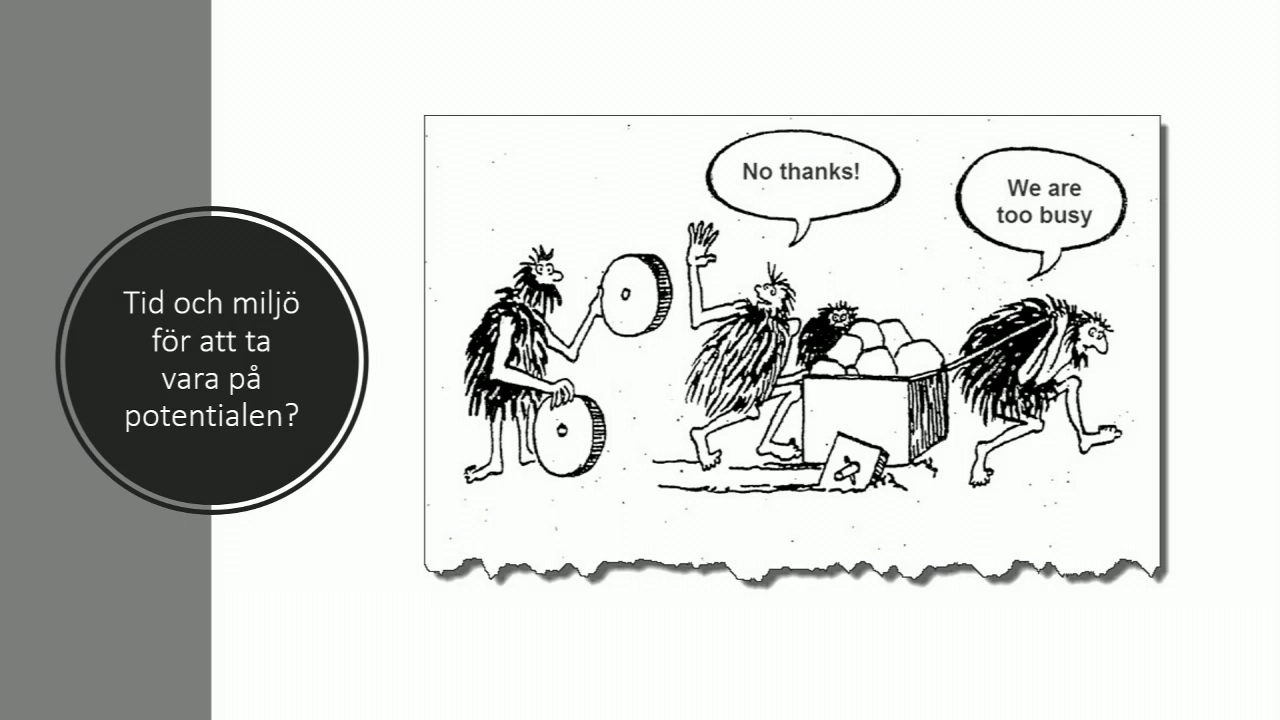 Tid och miljö
för att ta
vara på
potentialen?
No thanks!
We are
too busy